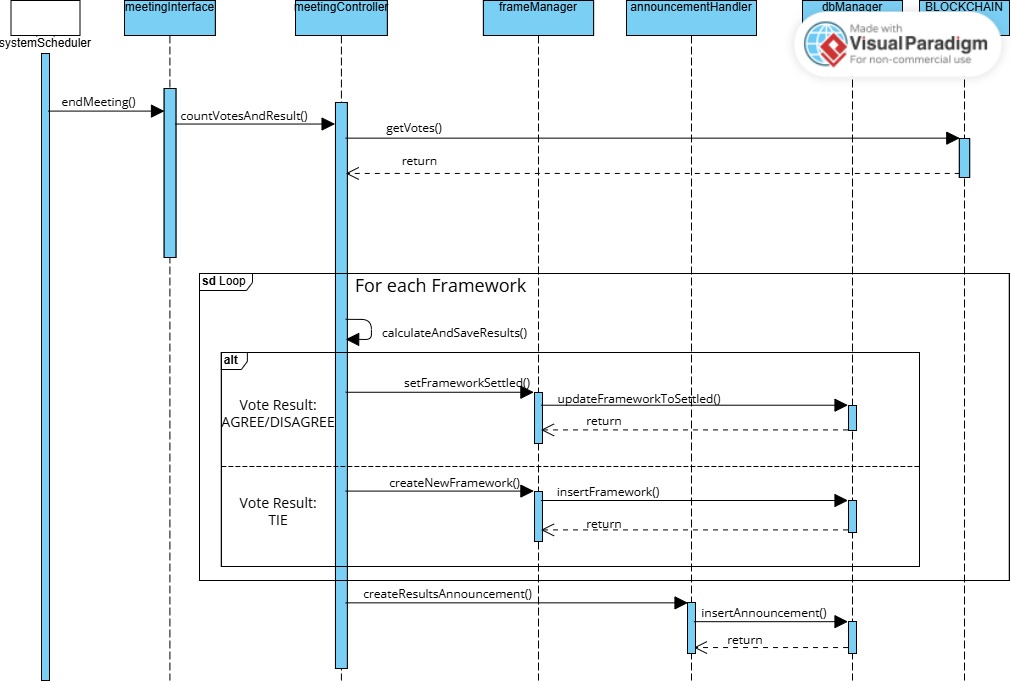 meetingInterface
meetingController
frameManager
announcementHandler
dbManager
BLOCKCHAIN
systemScheduler
Made with
VisualParadigm
For non-commercial use
endMeeting()
countVotesAndResult()
getVotes()
return
sd Loop
For each Framework
calculateAndSaveResults()
alt
setFrameworkSettled()
updateFrameworkToSettled()
Vote Result:
AGREE/DISAGREE
return
createNewFramework()
insertFramework()
Vote Result:
TIE
return
createResultsAnnouncement()
insertAnnouncement()
return